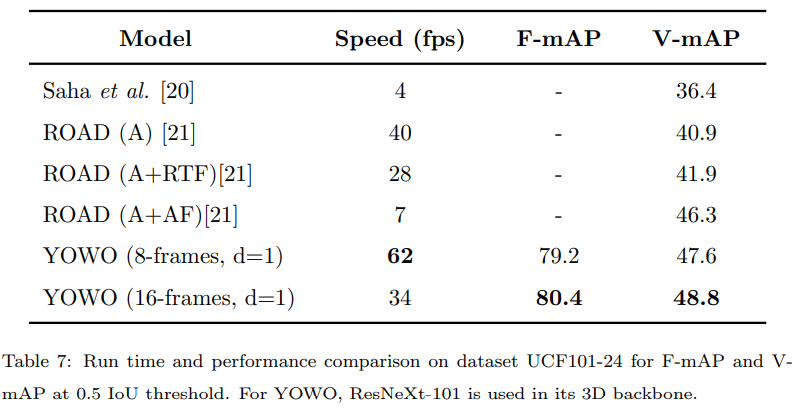 Model Speed (fps) F-mAP V-mAP
Saha et al. [20] 4 - 36.4
ROAD (A) [21] 40 - 40.9
ROAD (A+RTF)[21] 28 - 41.9
ROAD (A+AF)[21] 7 - 46.3
YOWO (8-frames, d=1) 62 79.2 47.6
YOWO (16-frames, d=1) 34 80.4 48.8
Table 7: Run time and performance comparison on dataset UCF101-24 for F-mAP and V-
mAP at 0.5 IoU threshold. For YOWO, ResNeXt-101 is used in its 3D backbone.